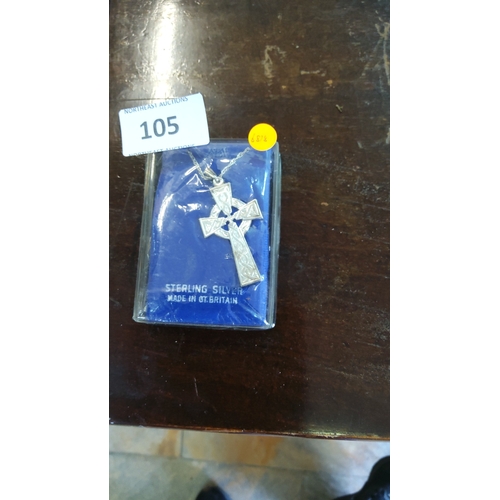 NORTHEAST AUCTIONS
105
STERLING SILVER
MADE IN GT. BRITAIN